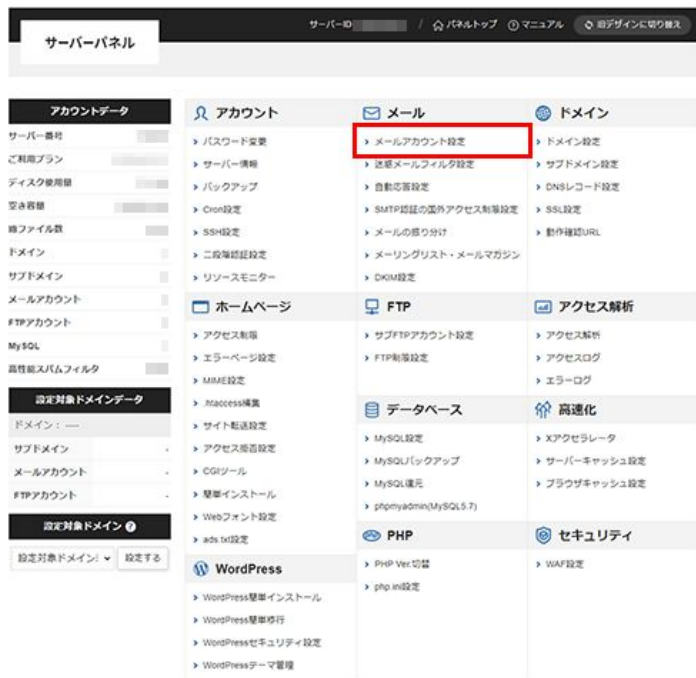 サーバーパネル
サーバーID
/
パネルトップ
マニュアル
旧デザインに切り替え
アカウントデータ
サーバー番号
ご利用プラン
ディスク使用量
空き容量
総ファイル数
ドメイン
サブドメイン
メールアカウント
FTPアカウント
MySQL
高性能スパムフィルタ
設定対象ドメインデータ
ドメイン : ---
サブドメイン -
メールアカウント -
FTPアカウント -
設定対象ドメイン ?
設定対象ドメイン: 設定する
アカウント
パスワード変更
サーバー情報
バックアップ
Cron設定
SSH設定
二段階認証設定
リソースモニター
メール
メールアカウント設定
迷惑メールフィルタ設定
自動応答設定
SMTP認証の国外アクセス制限設定
メールの振り分け
メーリングリスト・メールマガジン
DKIM設定
ドメイン
ドメイン設定
サブドメイン設定
DNSレコード設定
SSL設定
動作確認URL
ホームページ
アクセス制限
エラーページ設定
MIME設定
.htaccess編集
サイト転送設定
アクセス拒否設定
CGIツール
簡単インストール
Webフォント設定
ads.txt設定
FTP
サブFTPアカウント設定
FTP制限設定
アクセス解析
アクセス解析
アクセスログ
エラーログ
データベース
MySQL設定
MySQLバックアップ
MySQL復元
phpmyadmin(MySQL5.7)
高速化
Xアクセラレータ
サーバーキャッシュ設定
ブラウザキャッシュ設定
PHP
PHP Ver.切替
php.ini設定
セキュリティ
WAF設定
WordPress
WordPress簡単インストール
WordPress簡単移行
WordPressセキュリティ設定
WordPressテーマ管理